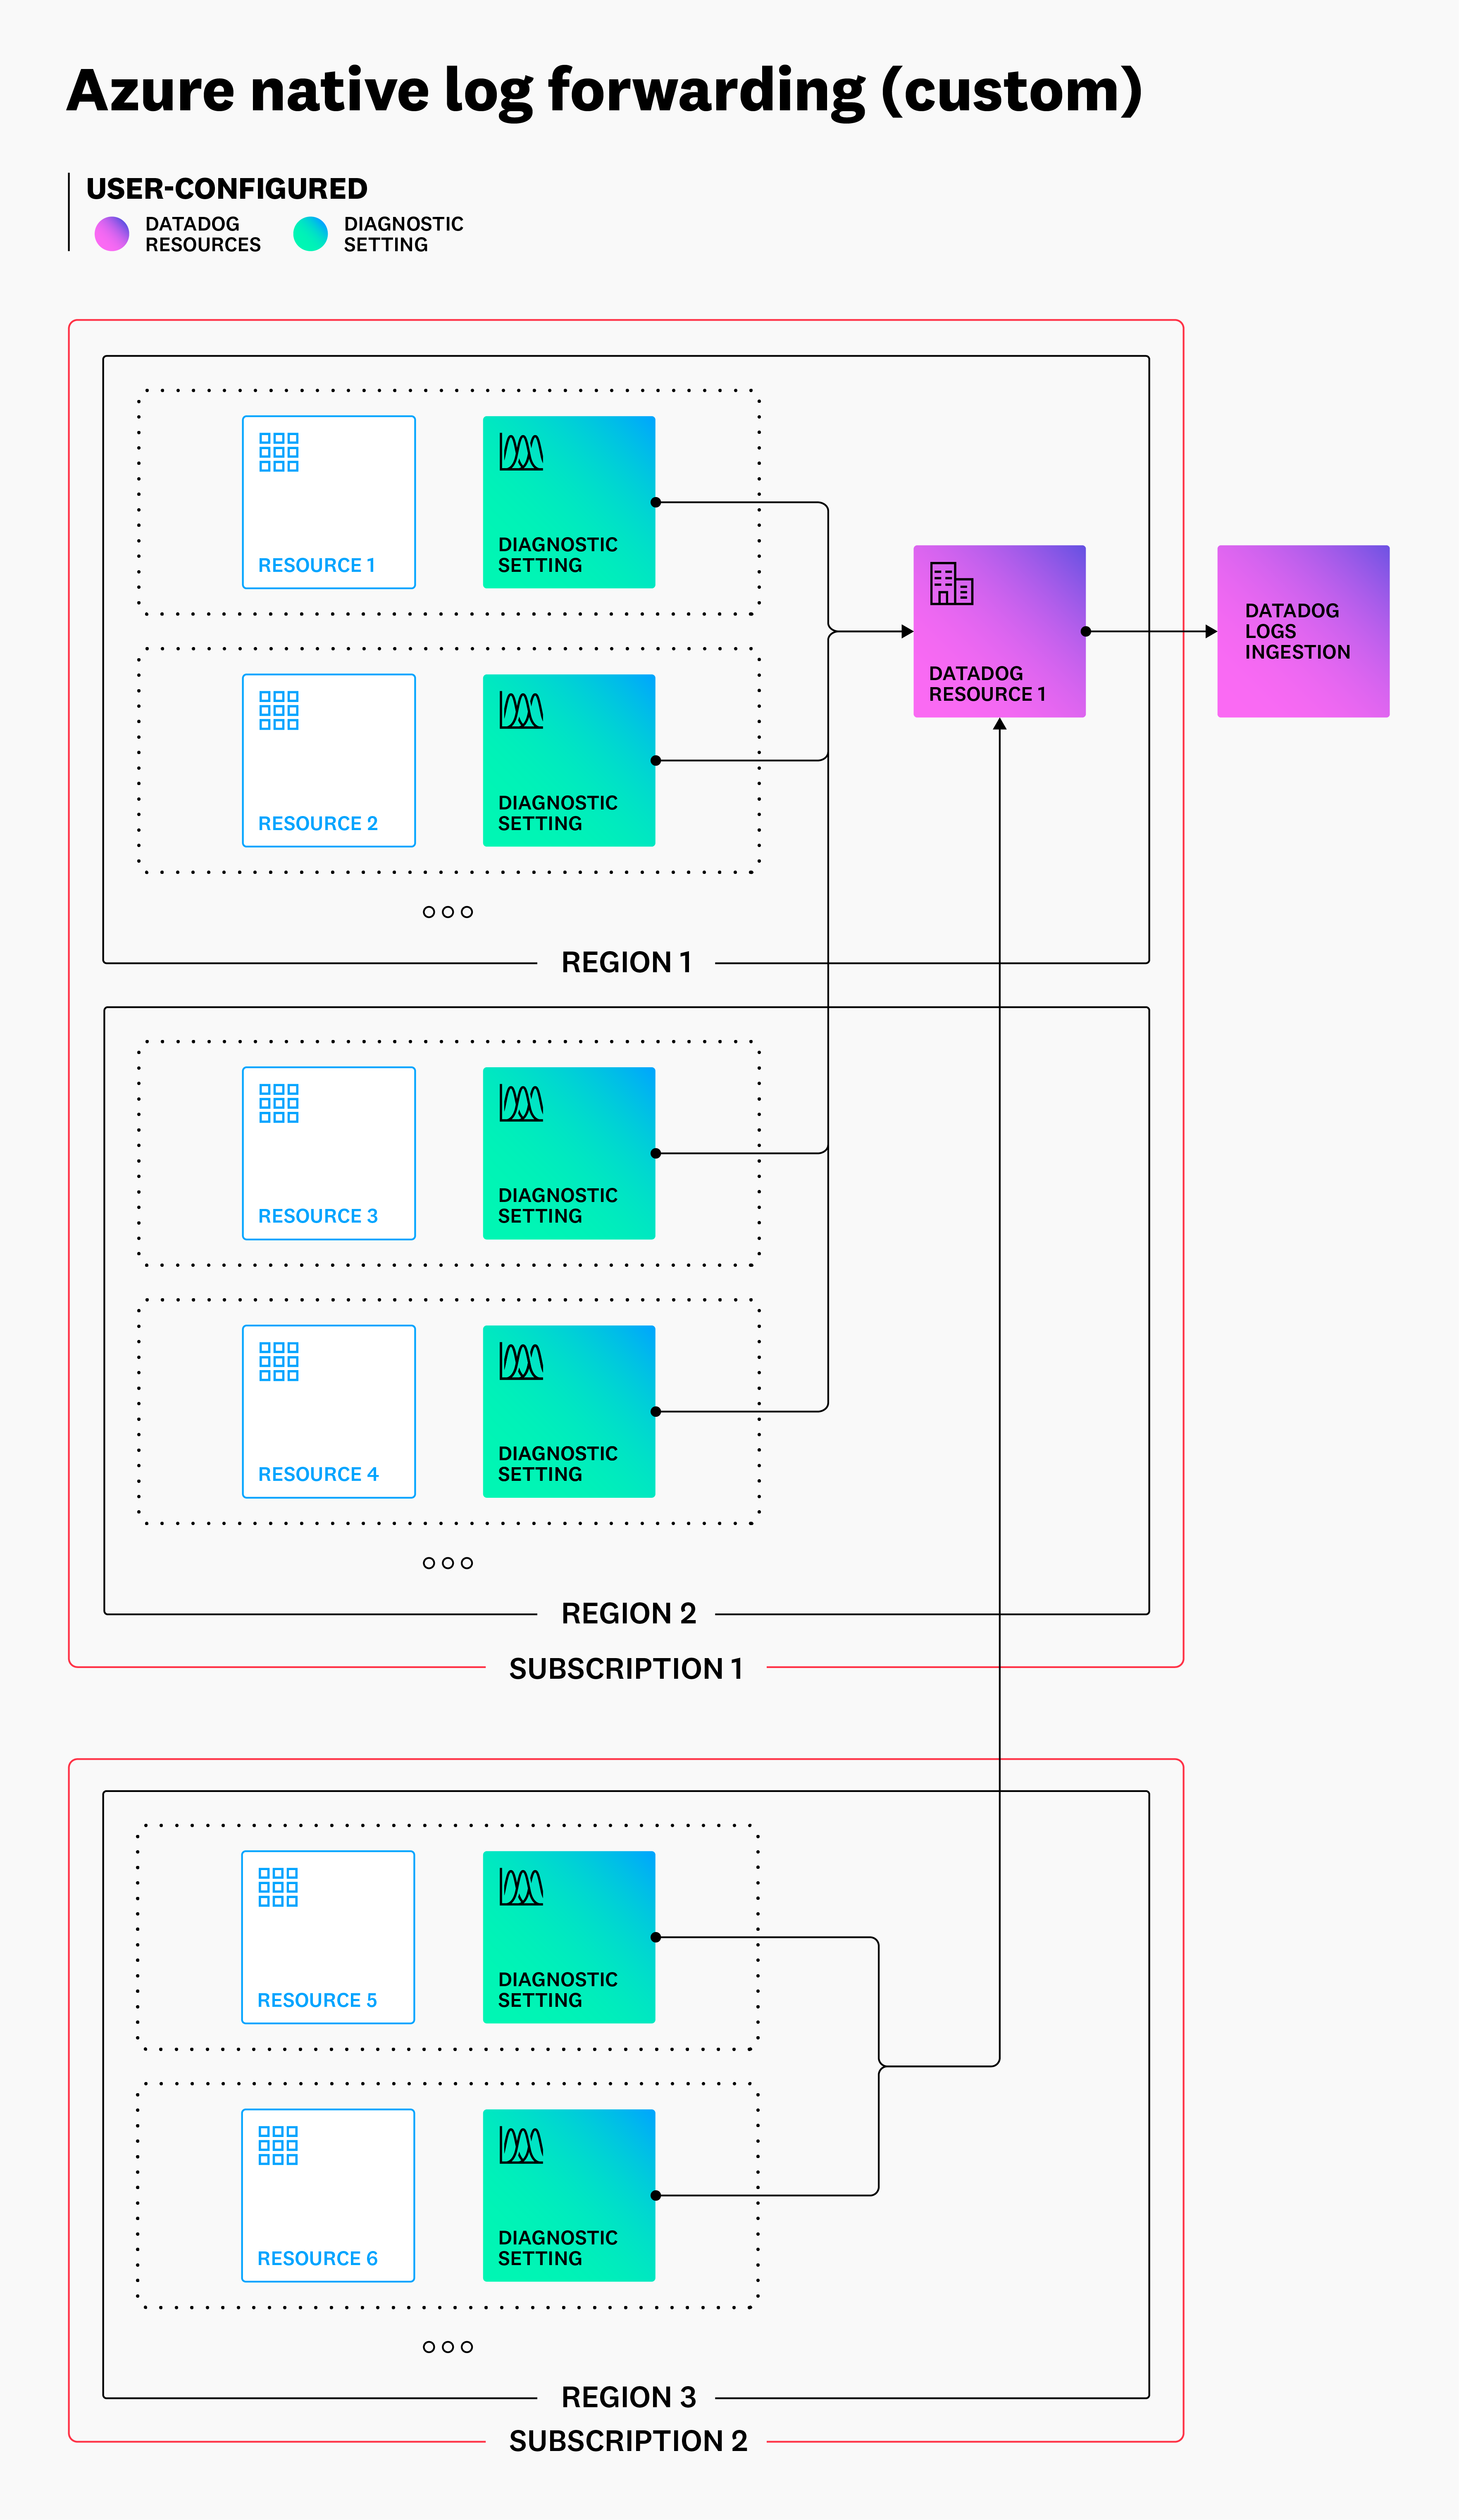 Azure native log forwarding (custom)
USER-CONFIGURED
DATADOG
RESOURCES
DIAGNOSTIC
SETTING
RESOURCE 1
DIAGNOSTIC
SETTING
DATADOG
RESOURCE 1
DATADOG
LOGS
INGESTION
RESOURCE 2
DIAGNOSTIC
SETTING
REGION 1
RESOURCE 3
DIAGNOSTIC
SETTING
RESOURCE 4
DIAGNOSTIC
SETTING
REGION 2
SUBSCRIPTION 1
RESOURCE 5
DIAGNOSTIC
SETTING
RESOURCE 6
DIAGNOSTIC
SETTING
REGION 3
SUBSCRIPTION 2